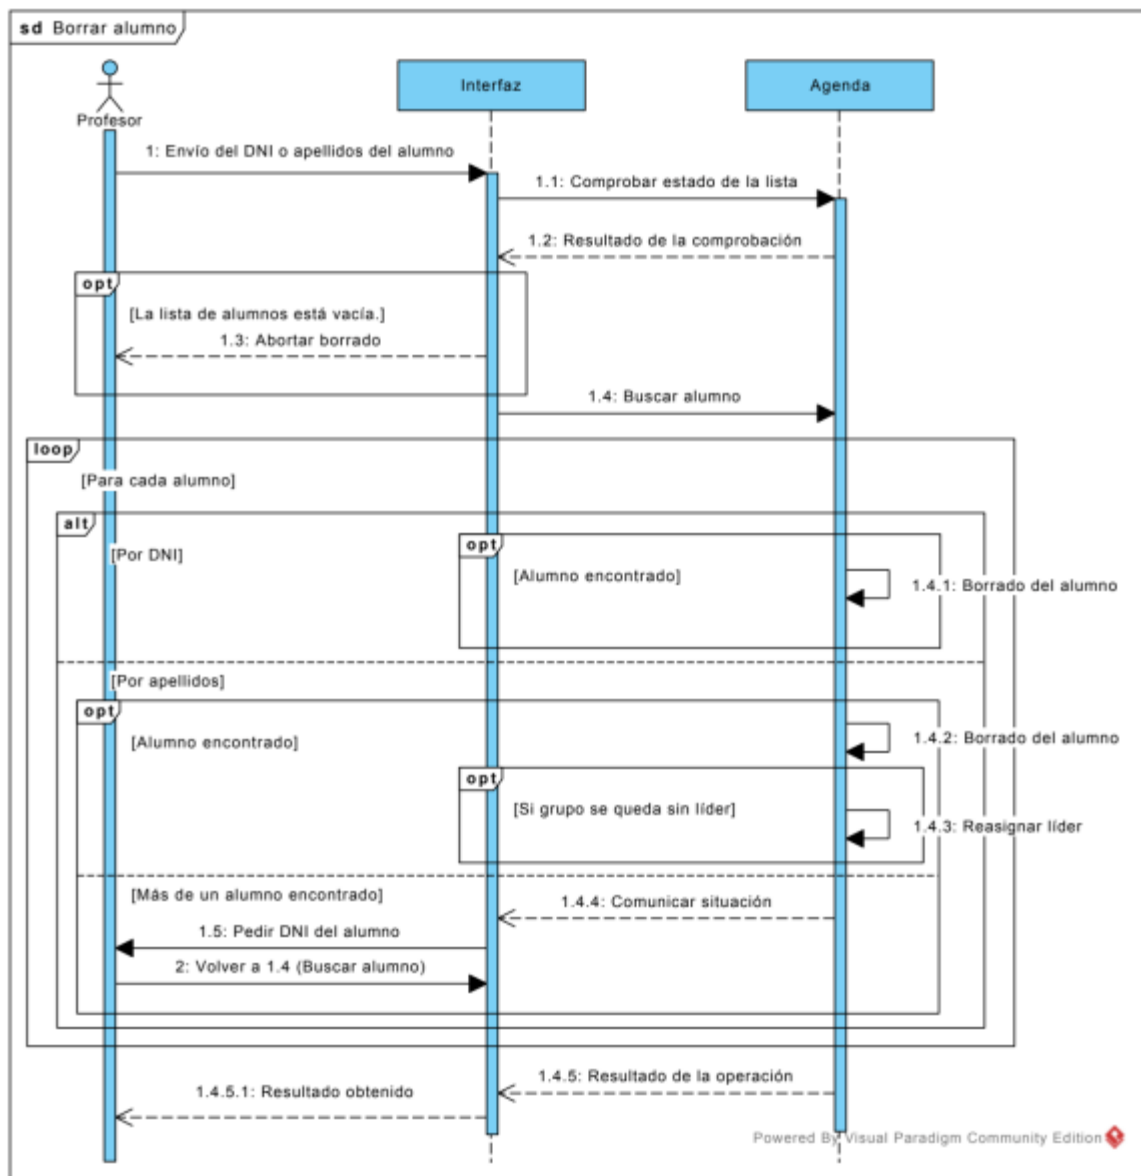 sd Borrar alumno
Profesor
Interfaz
Agenda
1: Envío del DNI o apellidos del alumno
1.1: Comprobar estado de la lista
1.2: Resultado de la comprobación
opt
[La lista de alumnos está vacía.]
1.3: Abortar borrado
1.4: Buscar alumno
loop
[Para cada alumno]
alt
[Por DNI]
opt
[Alumno encontrado]
1.4.1: Borrado del alumno
[Por apellidos]
opt
[Alumno encontrado]
1.4.2: Borrado del alumno
opt
[Si grupo se queda sin líder]
1.4.3: Reasignar líder
[Más de un alumno encontrado]
1.4.4: Comunicar situación
1.5: Pedir DNI del alumno
2: Volver a 1.4 (Buscar alumno)
1.4.5: Resultado de la operación
1.4.5.1: Resultado obtenido
Powered By Visual Paradigm Community Edition